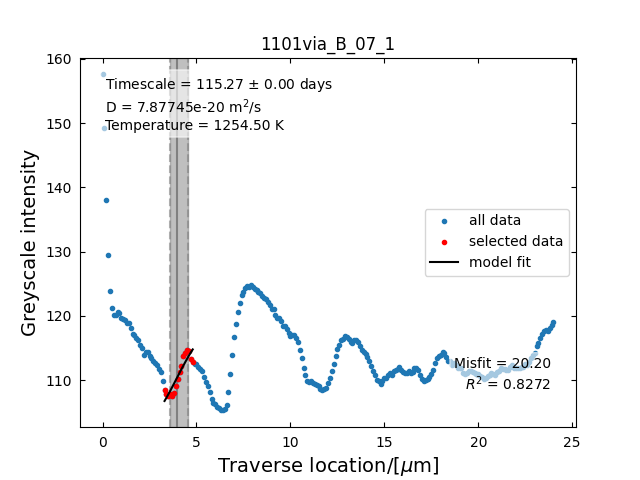 1101via_B_07_1
Timescale = 115.27 ± 0.00 days
D = 7.87745e-20 m²/s
Temperature = 1254.50 K
160
150
140
130
120
110
Greyscale intensity
all data
selected data
model fit
Misfit = 20.20
R² = 0.8272
0 5 10 15 20 25
Traverse location/[μm]